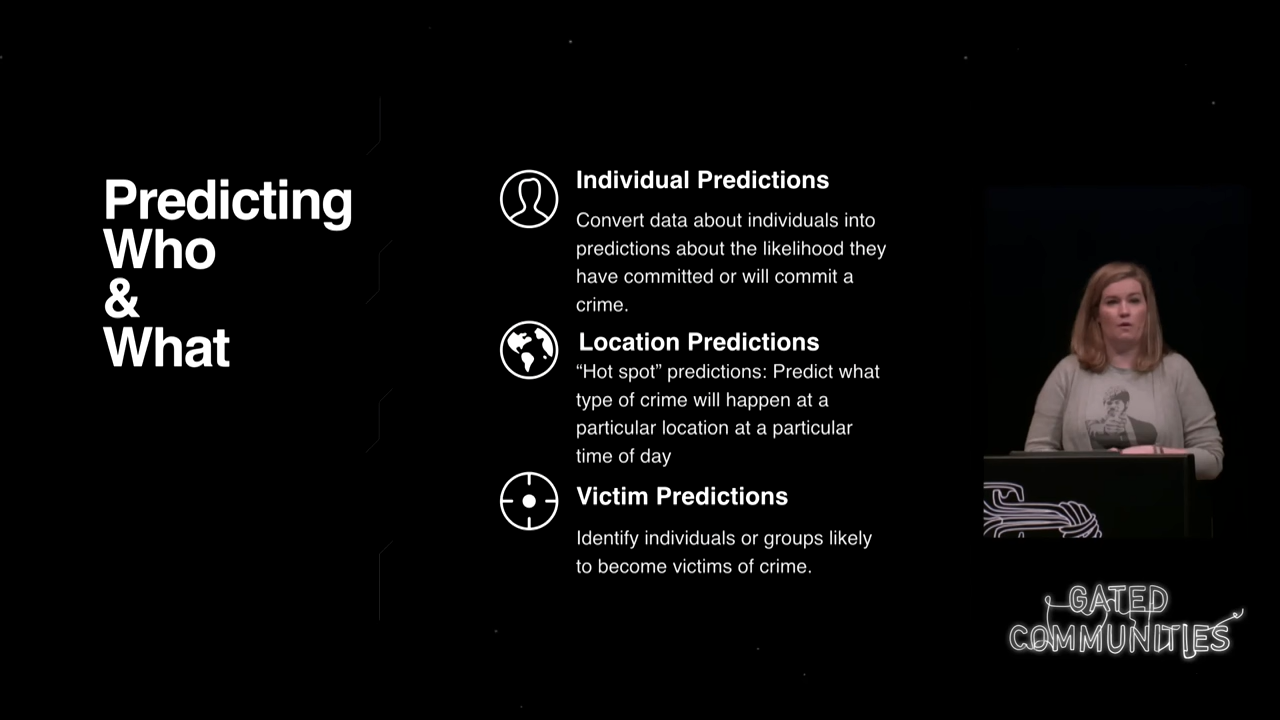 Predicting
Who
&
What
Individual Predictions
Convert data about individuals into
predictions about the likelihood they
have committed or will commit a
crime.
Location Predictions
“Hot spot” predictions: Predict what
type of crime will happen at a
particular location at a particular
time of day
Victim Predictions
Identify individuals or groups likely
to become victims of crime.
GATED
COMMUNITIES